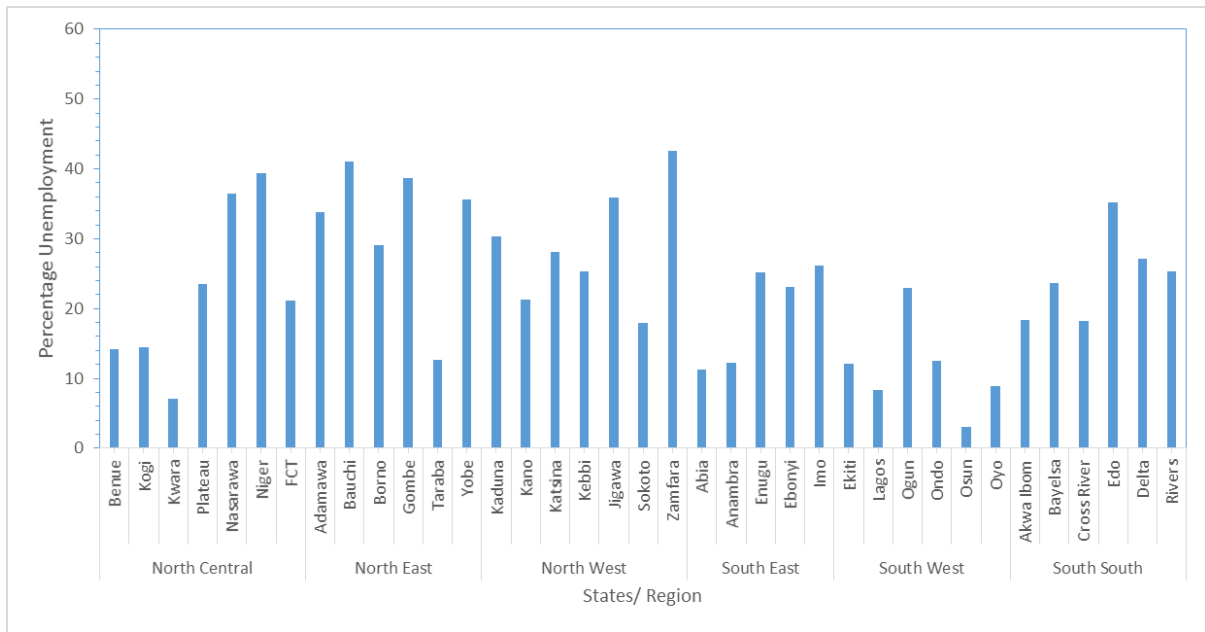 60
50
40
30
20
10
0
Percentage Unemployment
Benue
Kogi
Kwara
Plateau
Nasarawa
Niger
FCT
Adamawa
Bauchi
Borno
Gombe
Taraba
Yobe
Kaduna
Kano
Katsina
Kebbi
Jigawa
Sokoto
Zamfara
Abia
Anambra
Enugu
Ebonyi
Imo
Ekiti
Lagos
Ogun
Ondo
Osun
Oyo
Akwa Ibom
Bayelsa
Cross River
Edo
Delta
Rivers
North Central
North East
North West
South East
South West
South South
States/ Region